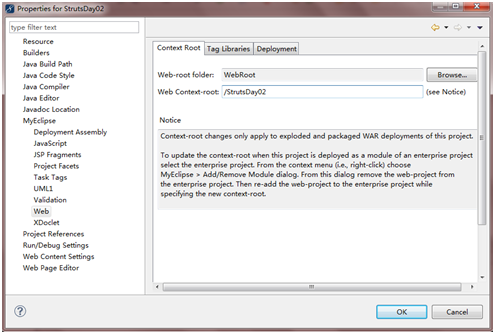 Properties for StrutsDay02
type filter text
Resource
Builders
Java Build Path
Java Code Style
Java Compiler
Java Editor
Javadoc Location
MyEclipse
Deployment Assembly
JavaScript
JSP Fragments
Project Facets
Task Tags
UML1
Validation
Web
XDoclet
Project References
Run/Debug Settings
Web Content Settings
Web Page Editor
Context Root
Tag Libraries
Deployment
Web-root folder: WebRoot Browse...
Web Context-root: /StrutsDay02 (see Notice)
Notice
Context-root changes only apply to exploded and packaged WAR deployments of this project.
To update the context-root when this project is deployed as a module of an enterprise project
select the enterprise project. From the context menu (i.e., right-click) choose
MyEclipse > Add/Remove Module dialog. From this dialog remove the web-project from
the enterprise project. Then re-add the web-project to the enterprise project while
specifying the new context-root.
OK
Cancel